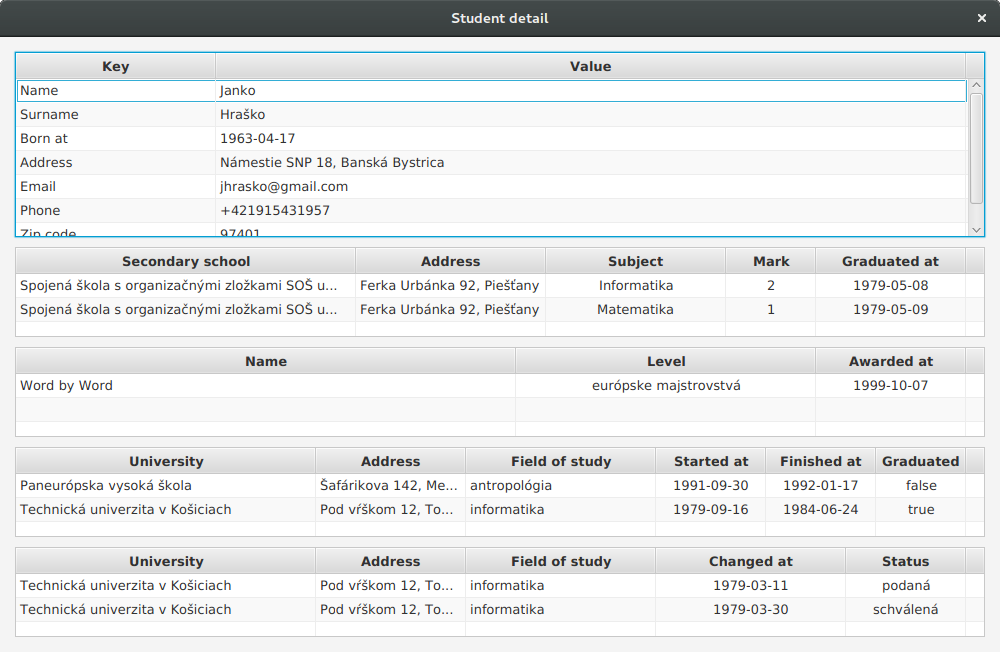 Student detail
Key Value
Name Janko
Surname Hraško
Born at 1963-04-17
Address Námestie SNP 18, Banská Bystrica
Email jhrasko@gmail.com
Phone +421915431957
Zip code 97401
Secondary school Address Subject Mark Graduated at
Spojená škola s organizačnými zložkami SOŠ u... Ferka Urbánka 92, Piešťany Informatika 2 1979-05-08
Spojená škola s organizačnými zložkami SOŠ u... Ferka Urbánka 92, Piešťany Matematika 1 1979-05-09
Name Level Awarded at
Word by Word európske majstrovstvá 1999-10-07
University Address Field of study Started at Finished at Graduated
Paneurópska vysoká škola Šafárikova 142, Me... antropológia 1991-09-30 1992-01-17 false
Technická univerzita v Košiciach Pod vŕškom 12, To... informatika 1979-09-16 1984-06-24 true
University Address Field of study Changed at Status
Technická univerzita v Košiciach Pod vŕškom 12, To... informatika 1979-03-11 podaná
Technická univerzita v Košiciach Pod vŕškom 12, To... informatika 1979-03-30 schválená